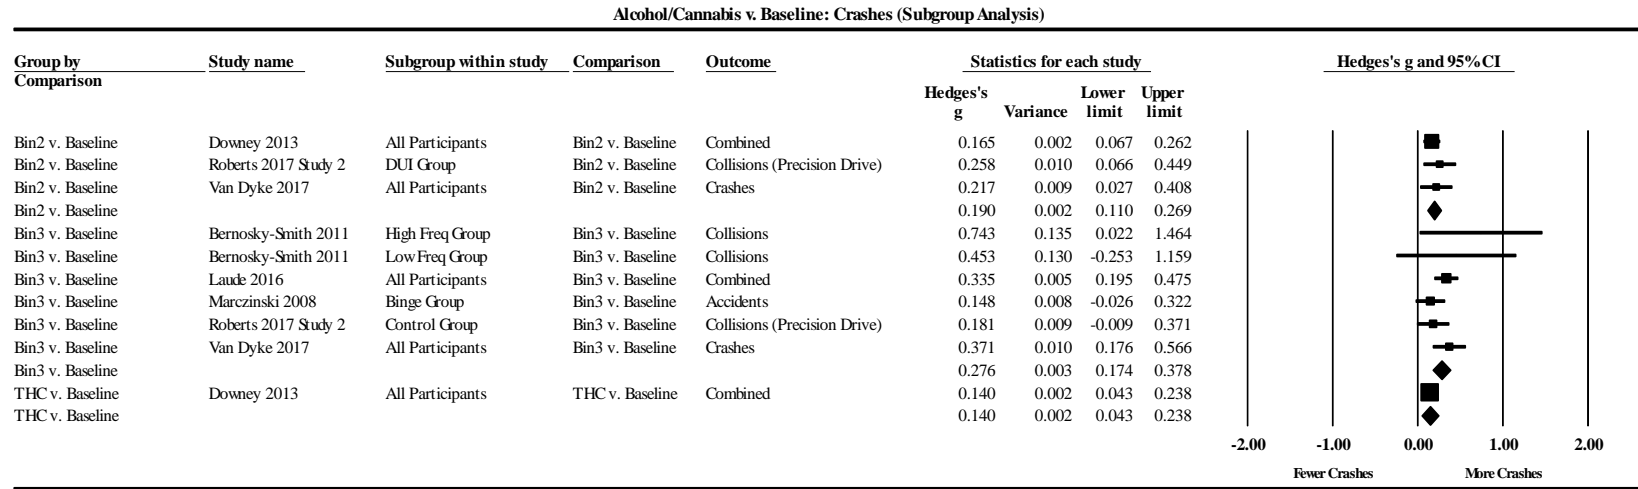 Alcohol/Cannabis v. Baseline: Crashes (Subgroup Analysis)
Group by Comparison Study name Subgroup within study Comparison Outcome Statistics for each study Hedges's g and 95% CI
Hedges's g Variance Lower limit Upper limit
Bin2 v. Baseline Downey 2013 All Participants Bin2 v. Baseline Combined 0.165 0.002 0.067 0.262
Bin2 v. Baseline Roberts 2017 Study 2 DUI Group Bin2 v. Baseline Collisions (Precision Drive) 0.258 0.010 0.066 0.449
Bin2 v. Baseline Van Dyke 2017 All Participants Bin2 v. Baseline Crashes 0.217 0.009 0.027 0.408
Bin2 v. Baseline 0.190 0.002 0.110 0.269
Bin3 v. Baseline Bernosky-Smith 2011 High Freq Group Bin3 v. Baseline Collisions 0.743 0.135 0.022 1.464
Bin3 v. Baseline Bernosky-Smith 2011 Low Freq Group Bin3 v. Baseline Collisions 0.453 0.130 -0.253 1.159
Bin3 v. Baseline Laude 2016 All Participants Bin3 v. Baseline Combined 0.335 0.005 0.195 0.475
Bin3 v. Baseline Marczinski 2008 Binge Group Bin3 v. Baseline Accidents 0.148 0.008 -0.026 0.322
Bin3 v. Baseline Roberts 2017 Study 2 Control Group Bin3 v. Baseline Collisions (Precision Drive) 0.181 0.009 -0.009 0.371
Bin3 v. Baseline Van Dyke 2017 All Participants Bin3 v. Baseline Crashes 0.371 0.010 0.176 0.566
Bin3 v. Baseline 0.276 0.003 0.174 0.378
THC v. Baseline Downey 2013 All Participants THC v. Baseline Combined 0.140 0.002 0.043 0.238
THC v. Baseline 0.140 0.002 0.043 0.238
-2.00 -1.00 0.00 1.00 2.00
Fewer Crashes More Crashes